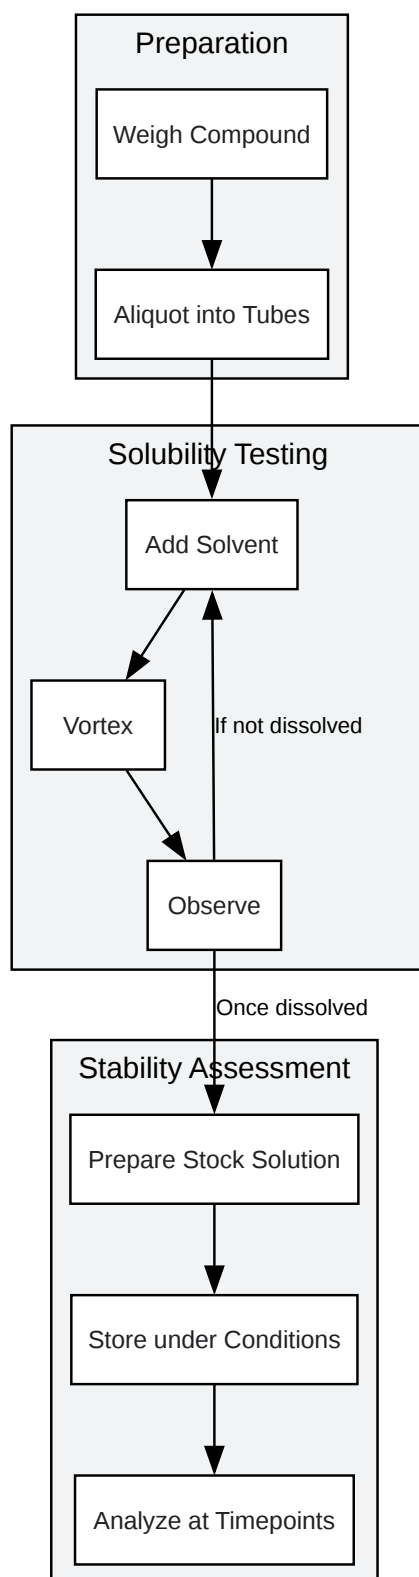 Preparation
Weigh Compound
Aliquot into Tubes
Solubility Testing
Add Solvent
Vortex
If not dissolved
Observe
Once dissolved
Stability Assessment
Prepare Stock Solution
Store under Conditions
Analyze at Timepoints